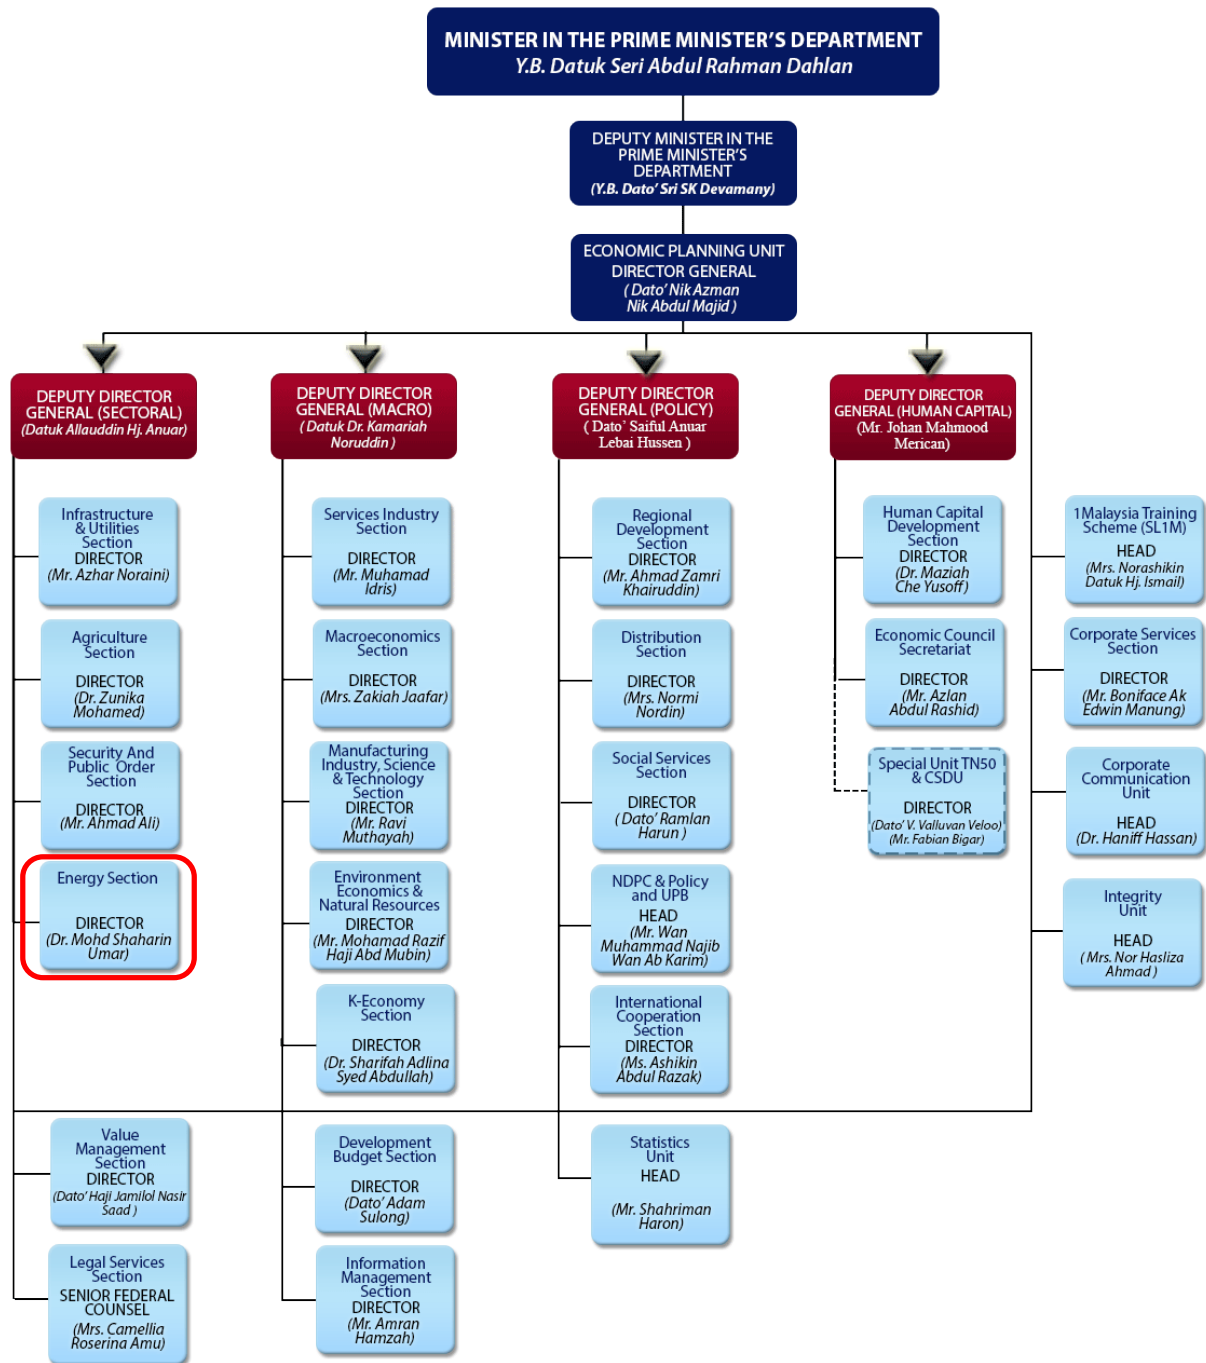 MINISTER IN THE PRIME MINISTER'S DEPARTMENT
Y.B. Datuk Seri Abdul Rahman Dahlan
DEPUTY MINISTER IN THE
PRIME MINISTER'S
DEPARTMENT
(Y.B. Dato' Sri SK Devamany)
ECONOMIC PLANNING UNIT
DIRECTOR GENERAL
( Dato' Nik Azman
Nik Abdul Majid )
DEPUTY DIRECTOR
GENERAL (SECTORAL)
(Datuk Allauddin Hj. Anuar)
DEPUTY DIRECTOR
GENERAL (MACRO)
( Datuk Dr. Kamariah
Noruddin )
DEPUTY DIRECTOR
GENERAL (POLICY)
( Dato' Saiful Anuar
Lebai Hussen )
DEPUTY DIRECTOR
GENERAL (HUMAN CAPITAL)
(Mr. Johan Mahmood
Merican)
Infrastructure
& Utilities
Section
DIRECTOR
(Mr. Azhar Noraini)
Services Industry
Section
DIRECTOR
(Mr. Muhamad
Idris)
Regional
Development
Section
DIRECTOR
(Mr. Ahmad Zamri
Khairuddin)
Human Capital
Development
Section
DIRECTOR
(Dr. Maziah
Che Yusoff)
1Malaysia Training
Scheme (SL1M)
HEAD
(Mrs. Norashikin
Datuk Hj. Ismail)
Agriculture
Section
DIRECTOR
(Dr. Zunika
Mohamed)
Macroeconomics
Section
DIRECTOR
(Mrs. Zakiah Jaafar)
Distribution
Section
DIRECTOR
(Mrs. Normi
Nordin)
Economic Council
Secretariat
DIRECTOR
(Mr. Azlan
Abdul Rashid)
Corporate Services
Section
DIRECTOR
(Mr. Boniface Ak
Edwin Manung)
Security And
Public Order
Section
DIRECTOR
(Mr. Ahmad Ali)
Manufacturing
Industry, Science
& Technology
Section
DIRECTOR
(Mr. Ravi
Muthayah)
Social Services
Section
DIRECTOR
( Dato' Ramlan
Harun )
Special Unit TN50
& CSDU
DIRECTOR
(Dato' V. Valluvan Veloo)
(Mr. Fabian Bigar)
Corporate
Communication
Unit
HEAD
(Dr. Haniff Hassan)
Energy Section
DIRECTOR
(Dr. Mohd Shaharin
Umar)
Environment
Economics &
Natural Resources
DIRECTOR
(Mr. Mohamad Razif
Haji Abd Mubin)
NDPC & Policy
and UPB
HEAD
(Mr. Wan
Muhammad Najib
Wan Ab Karim)
Integrity
Unit
HEAD
( Mrs. Nor Hasliza
Ahmad )
K-Economy
Section
DIRECTOR
(Dr. Sharifah Adlina
Syed Abdullah)
International
Cooperation
Section
DIRECTOR
(Ms. Ashikin
Abdul Razak)
Value
Management
Section
DIRECTOR
(Dato' Haji Jamilol Nasir
Saad )
Development
Budget Section
DIRECTOR
(Dato' Adam
Sulong)
Statistics
Unit
HEAD
(Mr. Shahriman
Haron)
Legal Services
Section
SENIOR FEDERAL
COUNSEL
(Mrs. Camellia
Roserina Amu)
Information
Management
Section
DIRECTOR
(Mr. Amran
Hamzah)